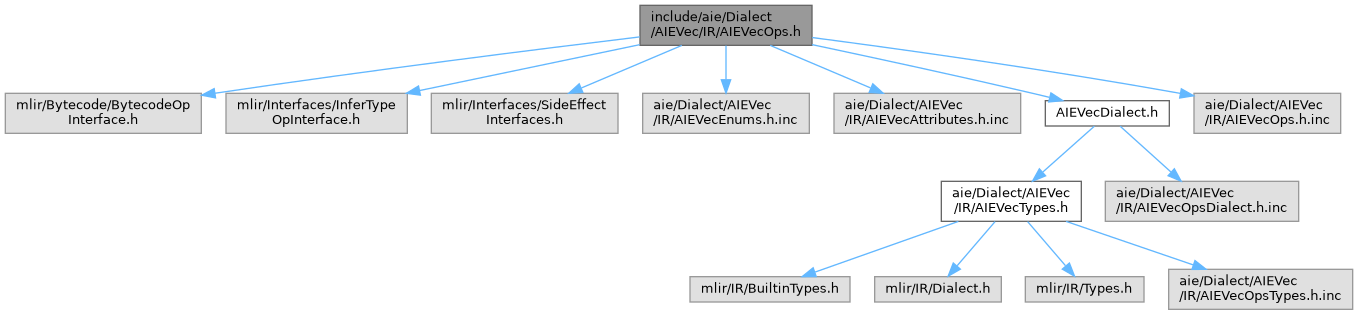 include/aie/Dialect
/AIEVec/IR/AIEVecOps.h
mlir/Bytecode/BytecodeOp
Interface.h
mlir/Interfaces/InferType
OpInterface.h
mlir/Interfaces/SideEffect
Interfaces.h
aie/Dialect/AIEVec
/IR/AIEVecEnums.h.inc
aie/Dialect/AIEVec
/IR/AIEVecAttributes.h.inc
AIEVecDialect.h
aie/Dialect/AIEVec
/IR/AIEVecOps.h.inc
aie/Dialect/AIEVec
/IR/AIEVecTypes.h
aie/Dialect/AIEVec
/IR/AIEVecOpsDialect.h.inc
mlir/IR/BuiltinTypes.h
mlir/IR/Dialect.h
mlir/IR/Types.h
aie/Dialect/AIEVec
/IR/AIEVecOpsTypes.h.inc